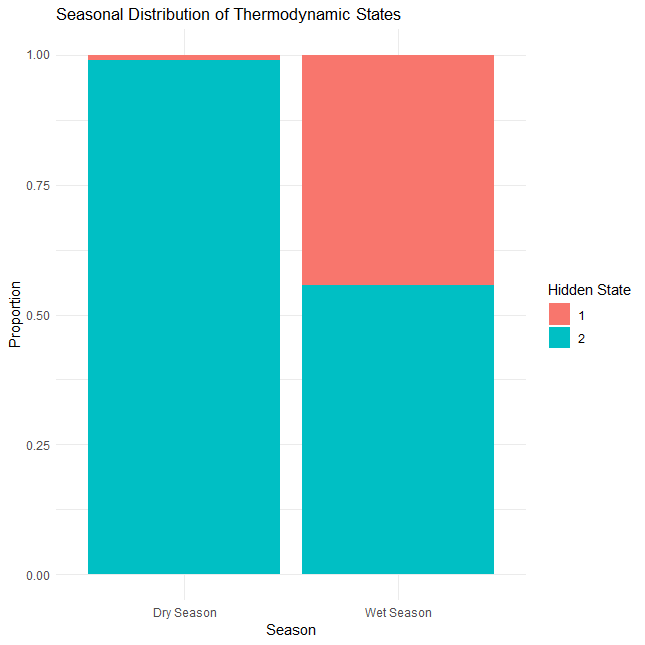 Seasonal Distribution of Thermodynamic States
1.00
0.75
0.50
0.25
0.00
Proportion
Dry Season
Wet Season
Season
Hidden State
1
2